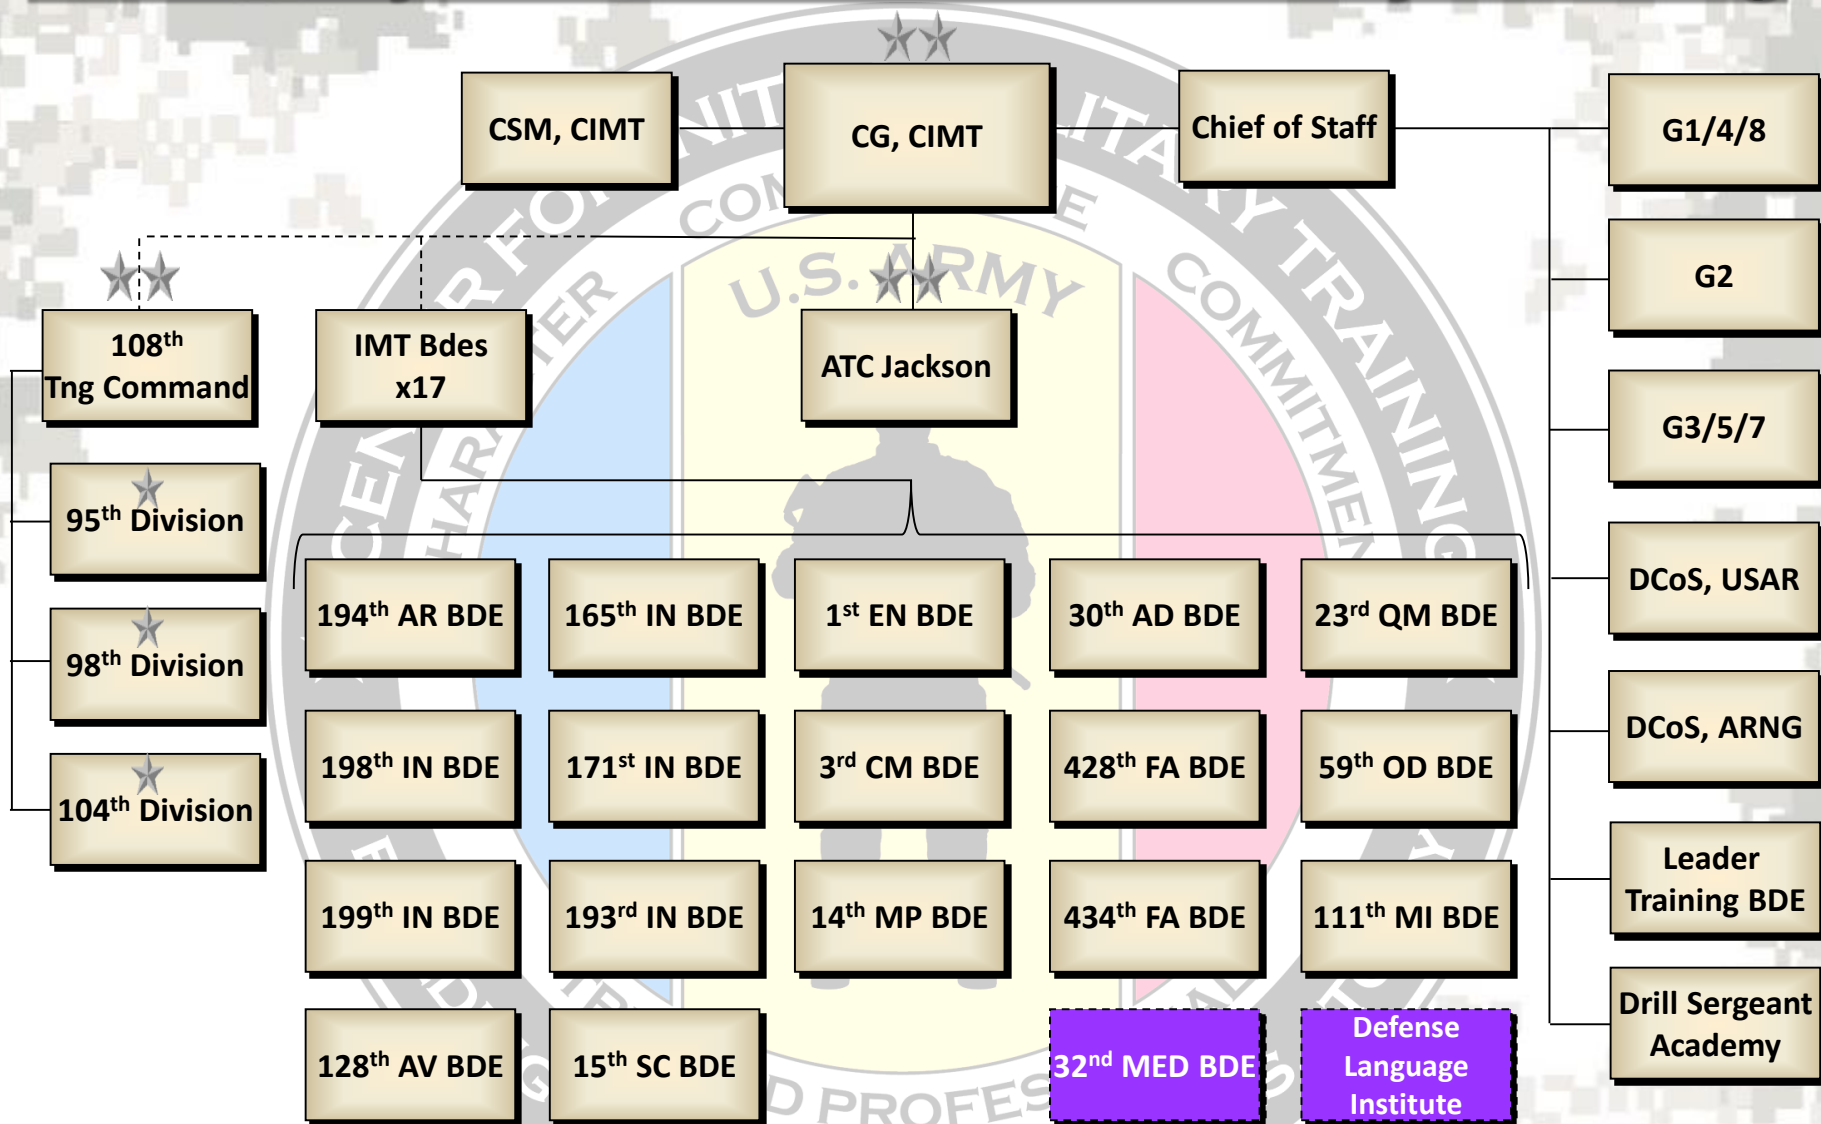 CSM, CIMT
CG, CIMT
Chief of Staff
G1/4/8
G2
G3/5/7
DCoS, USAR
DCoS, ARNG
Leader
Training BDE
Drill Sergeant
Academy
108th
Tng Command
IMT Bdes
x17
ATC Jackson
95th Division
98th Division
104th Division
194th AR BDE
165th IN BDE
1st EN BDE
30th AD BDE
23rd QM BDE
198th IN BDE
171st IN BDE
3rd CM BDE
428th FA BDE
59th OD BDE
199th IN BDE
193rd IN BDE
14th MP BDE
434th FA BDE
111th MI BDE
128th AV BDE
15th SC BDE
32nd MED BDE
Defense
Language
Institute
U.S. ARMY